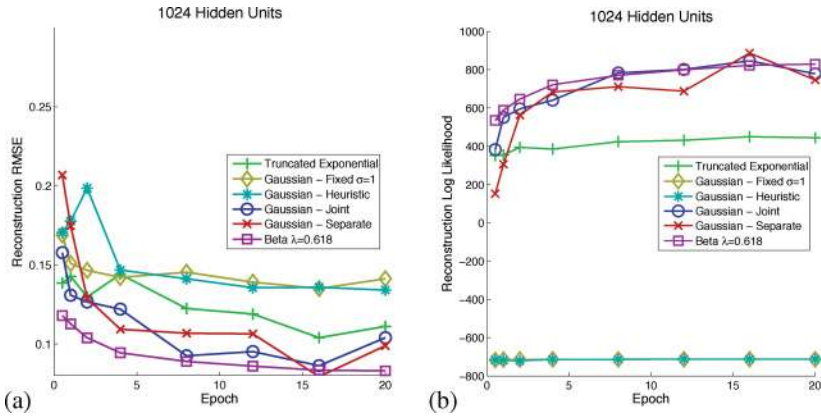 1024 Hidden Units
Reconstruction RMSE
0.25
0.2
0.15
0.1
0 5 10 15 20
Epoch
Truncated Exponential
Gaussian – Fixed σ=1
Gaussian – Heuristic
Gaussian – Joint
Gaussian – Separate
Beta λ=0.618
(a)
1024 Hidden Units
Reconstruction Log Likelihood
1000
800
600
400
200
0
−200
−400
−600
−800
0 5 10 15 20
Epoch
Truncated Exponential
Gaussian – Fixed σ=1
Gaussian – Heuristic
Gaussian – Joint
Gaussian – Separate
Beta λ=0.618
(b)